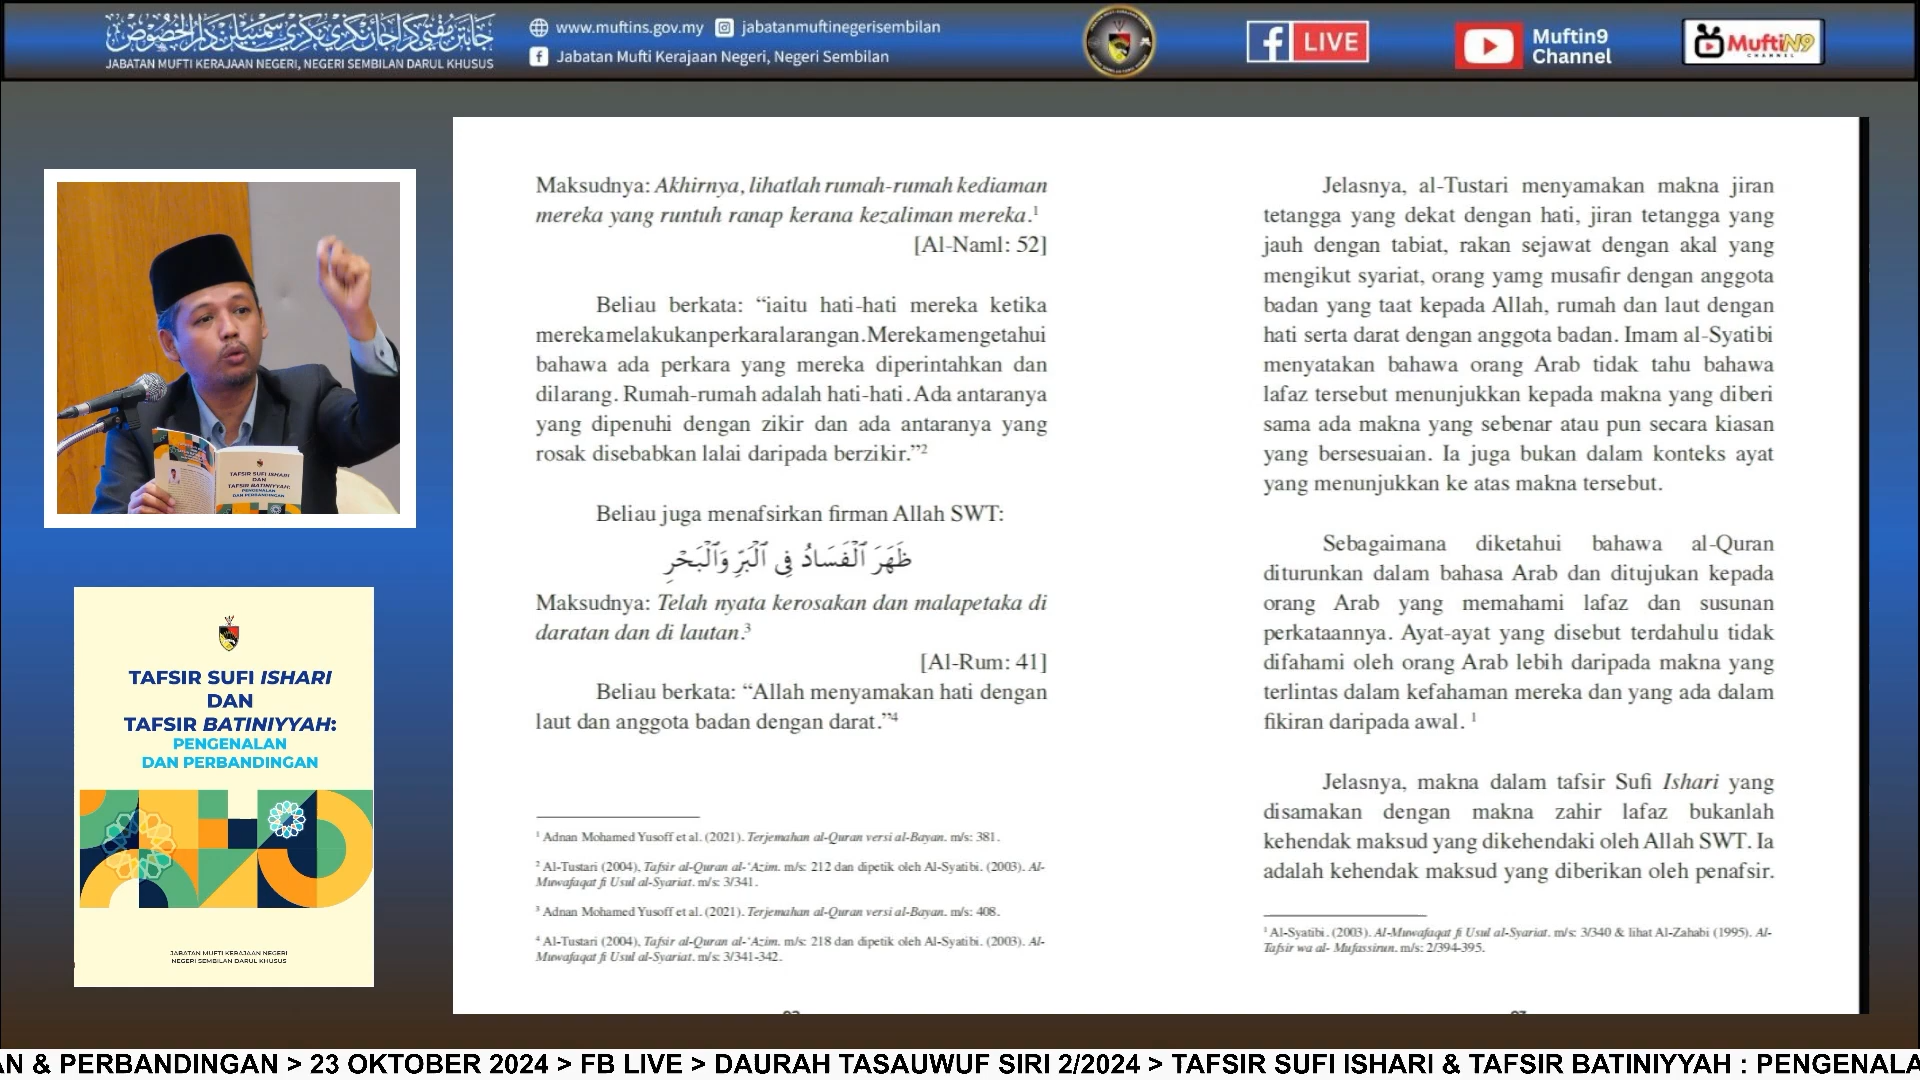 JABATAN MUFTI KERAJAAN NEGERI, NEGERI SEMBILAN DARUL KHUSUS
www.muftins.gov.my jabatanmuftinegerisembilan
Jabatan Mufti Kerajaan Negeri, Negeri Sembilan
LIVE
Muftin9
Channel
MuftiN9
CHANNEL
TAFSIR SUFI ISHARI
DAN
TAFSIR BATINIYYAH:
PENGENALAN
DAN PERBANDINGAN
TAFSIR SUFI ISHARI
DAN
TAFSIR BATINIYYAH:
PENGENALAN
DAN PERBANDINGAN
JABATAN MUFTI KERAJAAN NEGERI
NEGERI SEMBILAN DARUL KHUSUS
Maksudnya: Akhirnya, lihatlah rumah-rumah kediaman
mereka yang runtuh ranap kerana kezaliman mereka.¹
[Al-Naml: 52]
Beliau berkata: “iaitu hati-hati mereka ketika
mereka melakukan perkara larangan. Mereka mengetahui
bahawa ada perkara yang mereka diperintahkan dan
dilarang. Rumah-rumah adalah hati-hati. Ada antaranya
yang dipenuhi dengan zikir dan ada antaranya yang
rosak disebabkan lalai daripada berzikir.”²
Beliau juga menafsirkan firman Allah SWT:
ظَهَرَ ٱلْفَسَادُ فِى ٱلْبَرِّ وَٱلْبَحْرِ
Maksudnya: Telah nyata kerosakan dan malapetaka di
daratan dan di lautan.³
[Al-Rum: 41]
Beliau berkata: “Allah menyamakan hati dengan
laut dan anggota badan dengan darat.”⁴
¹ Adnan Mohamed Yusoff et al. (2021). Terjemahan al-Quran versi al-Bayan. m/s: 381.
² Al-Tustari (2004), Tafsir al-Quran al-‘Azim. m/s: 212 dan dipetik oleh Al-Syatibi. (2003). Al-
Muwafaqat fi Usul al-Syariat. m/s: 3/341.
³ Adnan Mohamed Yusoff et al. (2021). Terjemahan al-Quran versi al-Bayan. m/s: 408.
⁴ Al-Tustari (2004), Tafsir al-Quran al-‘Azim. m/s: 218 dan dipetik oleh Al-Syatibi. (2003). Al-
Muwafaqat fi Usul al-Syariat. m/s: 3/341-342.
Jelasnya, al-Tustari menyamakan makna jiran
tetangga yang dekat dengan hati, jiran tetangga yang
jauh dengan tabiat, rakan sejawat dengan akal yang
mengikut syariat, orang yamg musafir dengan anggota
badan yang taat kepada Allah, rumah dan laut dengan
hati serta darat dengan anggota badan. Imam al-Syatibi
menyatakan bahawa orang Arab tidak tahu bahawa
lafaz tersebut menunjukkan kepada makna yang diberi
sama ada makna yang sebenar atau pun secara kiasan
yang bersesuaian. Ia juga bukan dalam konteks ayat
yang menunjukkan ke atas makna tersebut.
Sebagaimana diketahui bahawa al-Quran
diturunkan dalam bahasa Arab dan ditujukan kepada
orang Arab yang memahami lafaz dan susunan
perkataannya. Ayat-ayat yang disebut terdahulu tidak
difahami oleh orang Arab lebih daripada makna yang
terlintas dalam kefahaman mereka dan yang ada dalam
fikiran daripada awal. ¹
Jelasnya, makna dalam tafsir Sufi Ishari yang
disamakan dengan makna zahir lafaz bukanlah
kehendak maksud yang dikehendaki oleh Allah SWT. Ia
adalah kehendak maksud yang diberikan oleh penafsir.
¹ Al-Syatibi. (2003). Al-Muwafaqat fi Usul al-Syariat. m/s: 3/340 & lihat Al-Zahabi (1995). Al-
Tafsir wa al- Mufassirun. m/s: 2/394-395.
AN & PERBANDINGAN > 23 OKTOBER 2024 > FB LIVE > DAURAH TASAUWUF SIRI 2/2024 > TAFSIR SUFI ISHARI & TAFSIR BATINIYYAH : PENGENALA